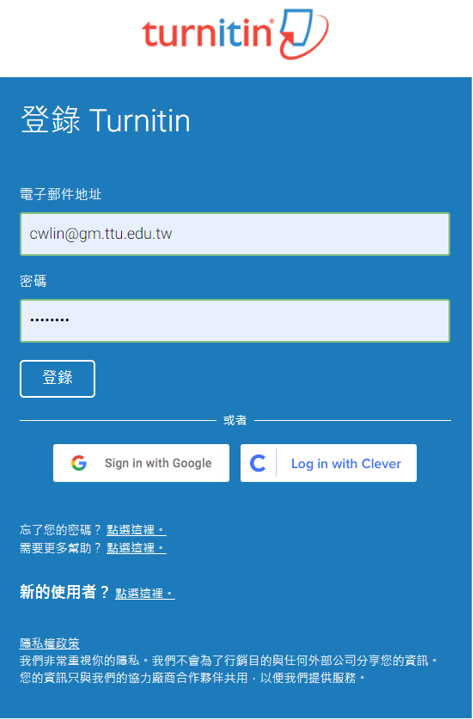 turnitin
登錄 Turnitin
電子郵件地址
cwlin@gm.ttu.edu.tw
密碼
••••••••
登錄
或者
Sign in with Google
C Log in with Clever
忘了您的密碼？ 點選這裡。
需要更多幫助？ 點選這裡。
新的使用者？ 點選這裡。
隱私權政策
我們非常重視你的隱私。我們不會為了行銷目的與任何外部公司分享您的資訊。
您的資訊只與我們的協力廠商合作夥伴共用，以便我們提供服務。